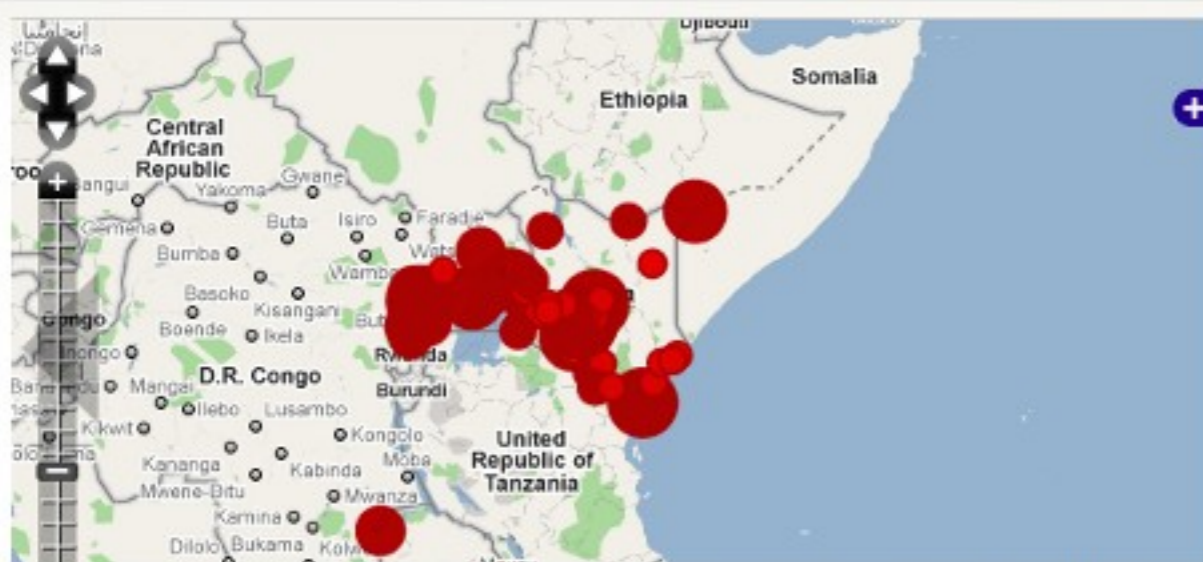 Djibouti
Somalia
Ethiopia
Central
African
Republic
Gwane
Yakoma
Gemena
Buta
Isiro
Faradje
Bumba
Wamba
Basoko
Kisangani
Congo
Boende
Ikela
Rwanda
D.R. Congo
Burundi
Mangai
Ilebo
Lusambo
Kikwit
Kongolo
United
Republic of
Tanzania
Kananga
Kabinda
Moba
Mwene-Ditu
Mwanza
Kamina
Dilolo
Bukama